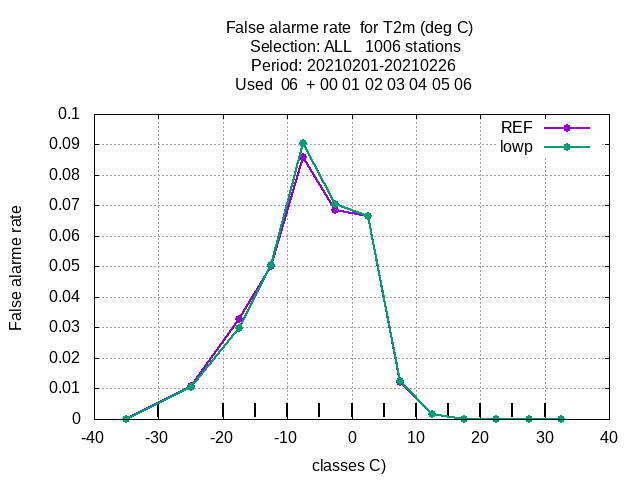 False alarme rate  for T2m (deg C)
Selection: ALL   1006 stations
Period: 20210201-20210226
Used  06  + 00 01 02 03 04 05 06
REF
lowp
False alarme rate
0.1
0.09
0.08
0.07
0.06
0.05
0.04
0.03
0.02
0.01
0
-40 -30 -20 -10 0 10 20 30 40
classes C)